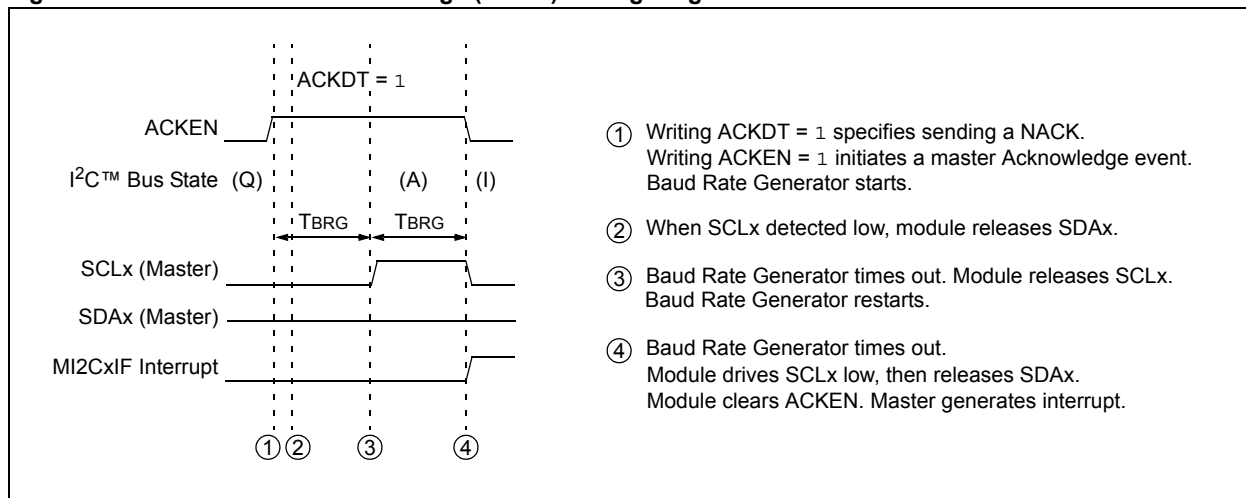 ACKDT = 1
ACKEN
I2C™ Bus State (Q) (A) (I)
TBRG TBRG
SCLx (Master)
SDAx (Master)
MI2CxIF Interrupt
1 2 3 4
1 Writing ACKDT = 1 specifies sending a NACK.
Writing ACKEN = 1 initiates a master Acknowledge event.
Baud Rate Generator starts.
2 When SCLx detected low, module releases SDAx.
3 Baud Rate Generator times out. Module releases SCLx.
Baud Rate Generator restarts.
4 Baud Rate Generator times out.
Module drives SCLx low, then releases SDAx.
Module clears ACKEN. Master generates interrupt.